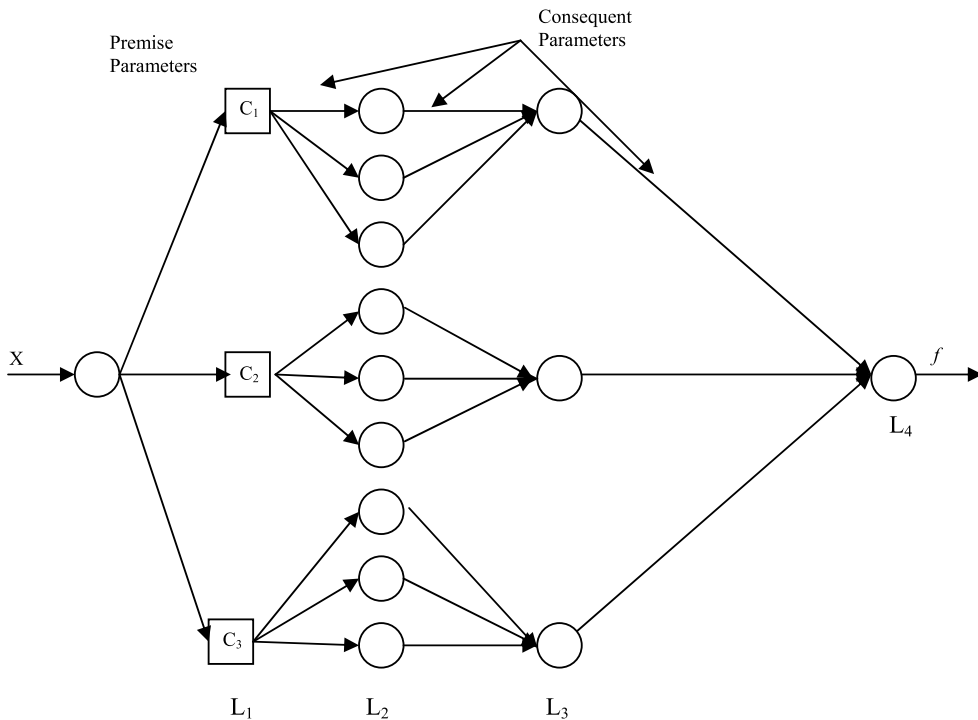 Consequent
Parameters
Premise
Parameters
C₁
X
C₂
f
L₄
C₃
L₁
L₂
L₃